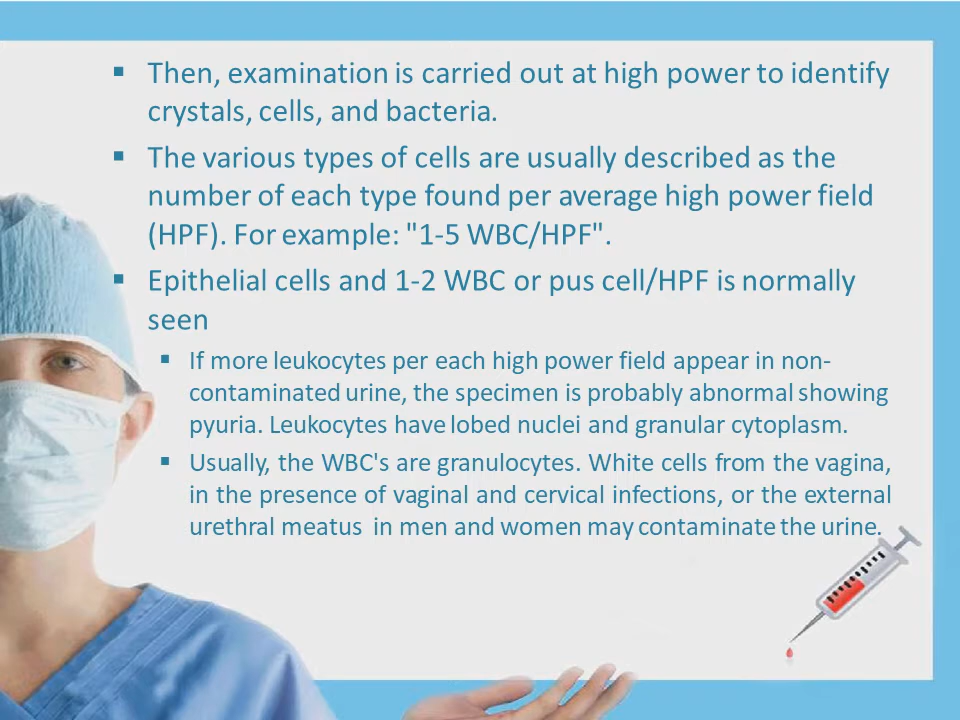 ▪ Then, examination is carried out at high power to identify
crystals, cells, and bacteria.
▪ The various types of cells are usually described as the
number of each type found per average high power field
(HPF). For example: "1-5 WBC/HPF".
▪ Epithelial cells and 1-2 WBC or pus cell/HPF is normally
seen
▪ If more leukocytes per each high power field appear in non-
contaminated urine, the specimen is probably abnormal showing
pyuria. Leukocytes have lobed nuclei and granular cytoplasm.
▪ Usually, the WBC's are granulocytes. White cells from the vagina,
in the presence of vaginal and cervical infections, or the external
urethral meatus in men and women may contaminate the urine.